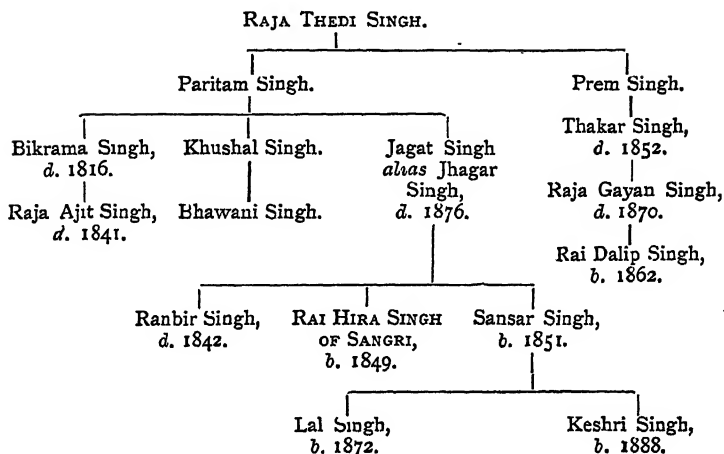 RAJA THEDI SINGH.
Paritam Singh. Prem Singh.
Bikrama Singh,
d. 1816.
Raja Ajit Singh,
d. 1841.
Khushal Singh.
Bhawani Singh.
Jagat Singh
alias Jhagar
Singh,
d. 1876.
Thakar Singh,
d. 1852.
Raja Gayan Singh,
d. 1870.
Rai Dalip Singh,
b. 1862.
Ranbir Singh,
d. 1842.
RAI HIRA SINGH
OF SANGRI,
b. 1849.
Sansar Singh,
b. 1851.
Lal Singh,
b. 1872.
Keshri Singh,
b. 1888.